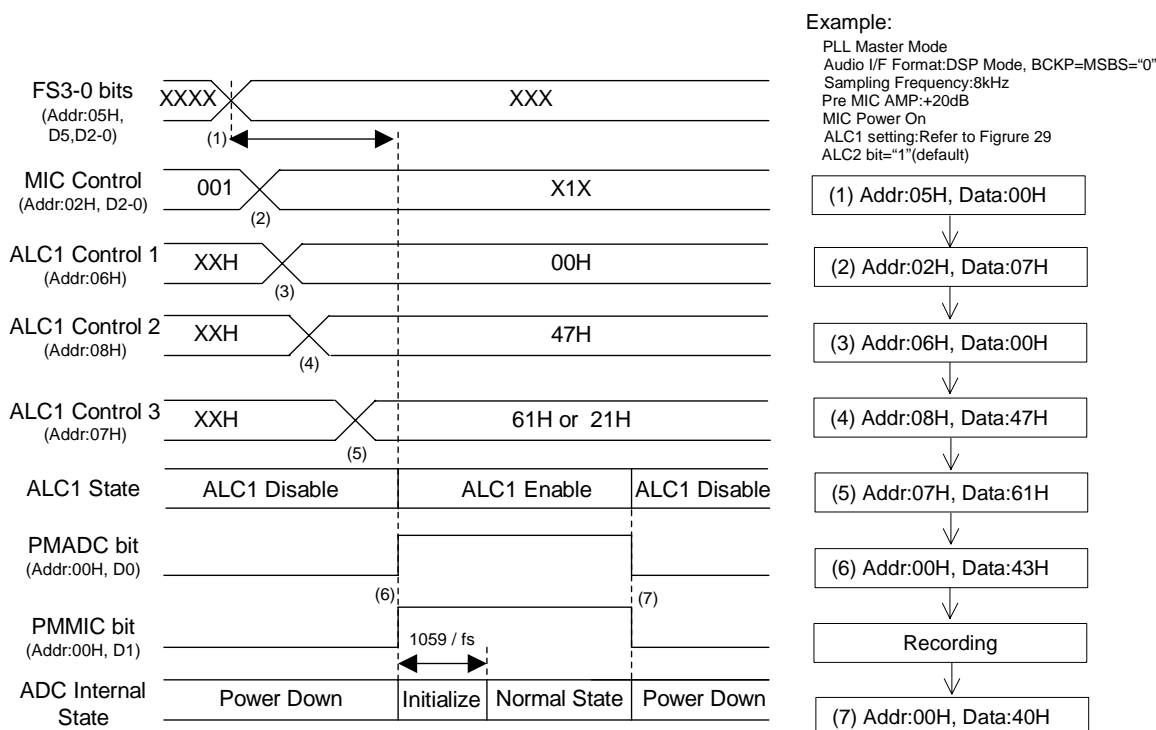 Example:
PLL Master Mode
Audio I/F Format:DSP Mode, BCKP=MSBS=“0”
Sampling Frequency:8kHz
Pre MIC AMP:+20dB
MIC Power On
ALC1 setting:Refer to Figrure 29
ALC2 bit=“1”(default)
FS3-0 bits
(Addr:05H,
D5,D2-0)
XXXX
XXX
(1)
MIC Control
(Addr:02H, D2-0)
001
X1X
(2)
ALC1 Control 1
(Addr:06H)
XXH
00H
(3)
ALC1 Control 2
(Addr:08H)
XXH
47H
(4)
ALC1 Control 3
(Addr:07H)
XXH
61H or 21H
(5)
ALC1 State
ALC1 Disable
ALC1 Enable
ALC1 Disable
PMADC bit
(Addr:00H, D0)
(6)
(7)
PMMIC bit
(Addr:00H, D1)
1059 / fs
ADC Internal
State
Power Down
Initialize
Normal State
Power Down
(1) Addr:05H, Data:00H
(2) Addr:02H, Data:07H
(3) Addr:06H, Data:00H
(4) Addr:08H, Data:47H
(5) Addr:07H, Data:61H
(6) Addr:00H, Data:43H
Recording
(7) Addr:00H, Data:40H